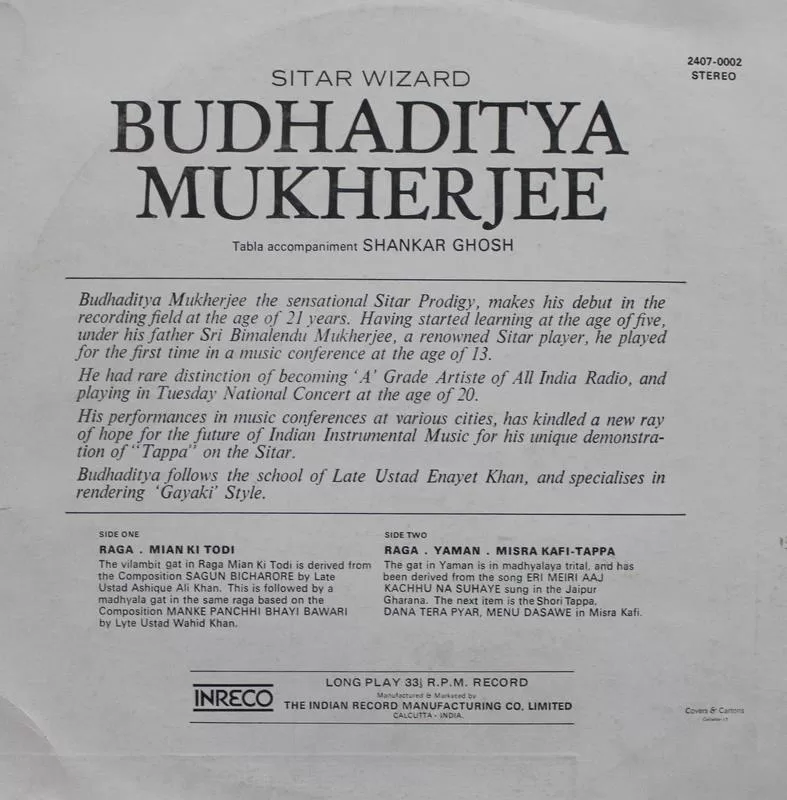 2407-0002
STEREO
SITAR WIZARD
BUDHADITYA
MUKHERJEE
Tabla accompaniment SHANKAR GHOSH
Budhaditya Mukherjee the sensational Sitar Prodigy, makes his debut in the
recording field at the age of 21 years. Having started learning at the age of five,
under his father Sri Bimalendu Mukherjee, a renowned Sitar player, he played
for the first time in a music conference at the age of 13.
He had rare distinction of becoming 'A' Grade Artiste of All India Radio, and
playing in Tuesday National Concert at the age of 20.
His performances in music conferences at various cities, has kindled a new ray
of hope for the future of Indian Instrumental Music for his unique demonstra-
tion of "Tappa" on the Sitar.
Budhaditya follows the school of Late Ustad Enayet Khan, and specialises in
rendering 'Gayaki' Style.
SIDE ONE
RAGA . MIAN KI TODI
The vilambit gat in Raga Mian Ki Todi is derived from
the Composition SAGUN BICHARORE by Late
Ustad Ashique Ali Khan. This is followed by a
madhyala gat in the same raga based on the
Composition MANKE PANCHHI BHAYI BAWARI
by Lyte Ustad Wahid Khan.
SIDE TWO
RAGA . YAMAN . MISRA KAFI-TAPPA
The gat in Yaman is in madhyalaya trital, and has
been derived from the song ERI MEIRI AAJ
KACHHU NA SUHAYE sung in the Jaipur
Gharana. The next item is the Shori Tappa,
DANA TERA PYAR, MENU DASAWE in Misra Kafi.
INRECO
LONG PLAY 33⅓ R.P.M. RECORD
Manufactured & Marketed by
THE INDIAN RECORD MANUFACTURING CO. LIMITED
CALCUTTA - INDIA.
Covers & Cartons